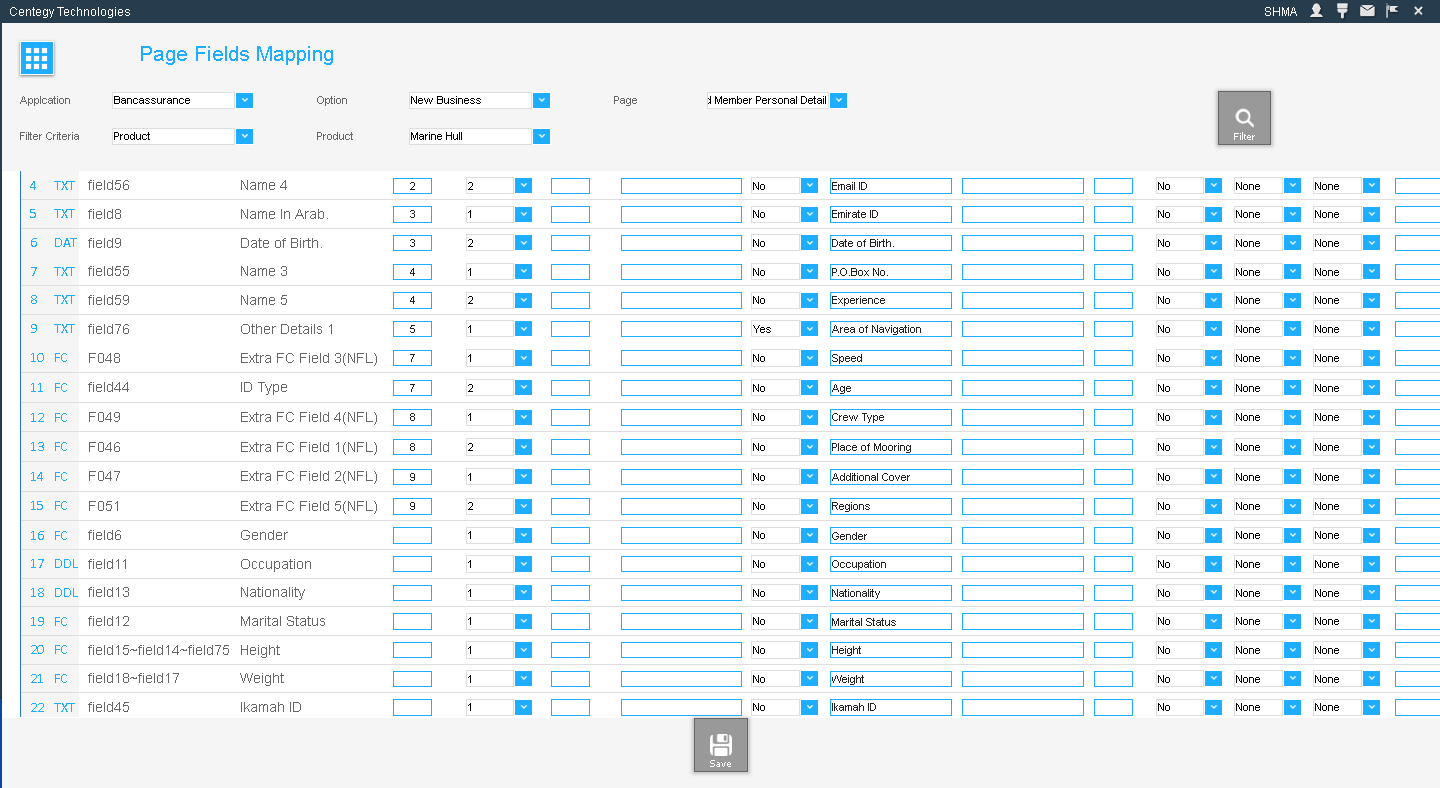 Centegy Technologies SHMA
Page Fields Mapping
Applcation Bancassurance Option New Business Page d Member Personal Detail
Filter Criteria Product Product Marine Hull Filter
4 TXT field56 Name 4 2 2 No Email ID No None None
5 TXT field8 Name In Arab. 3 1 No Emirate ID No None None
6 DAT field9 Date of Birth. 3 2 No Date of Birth. No None None
7 TXT field55 Name 3 4 1 No P.O.Box No. No None None
8 TXT field59 Name 5 4 2 No Experience No None None
9 TXT field76 Other Details 1 5 1 Yes Area of Navigation No None None
10 FC F048 Extra FC Field 3(NFL) 7 1 No Speed No None None
11 FC field44 ID Type 7 2 No Age No None None
12 FC F049 Extra FC Field 4(NFL) 8 1 No Crew Type No None None
13 FC F046 Extra FC Field 1(NFL) 8 2 No Place of Mooring No None None
14 FC F047 Extra FC Field 2(NFL) 9 1 No Additional Cover No None None
15 FC F051 Extra FC Field 5(NFL) 9 2 No Regions No None None
16 FC field6 Gender 1 No Gender No None None
17 DDL field11 Occupation 1 No Occupation No None None
18 DDL field13 Nationality 1 No Nationality No None None
19 FC field12 Marital Status 1 No Marital Status No None None
20 FC field15~field14~field75 Height 1 No Height No None None
21 FC field18~field17 Weight 1 No Weight No None None
22 TXT field45 Ikamah ID 1 No Ikamah ID No None None
Save